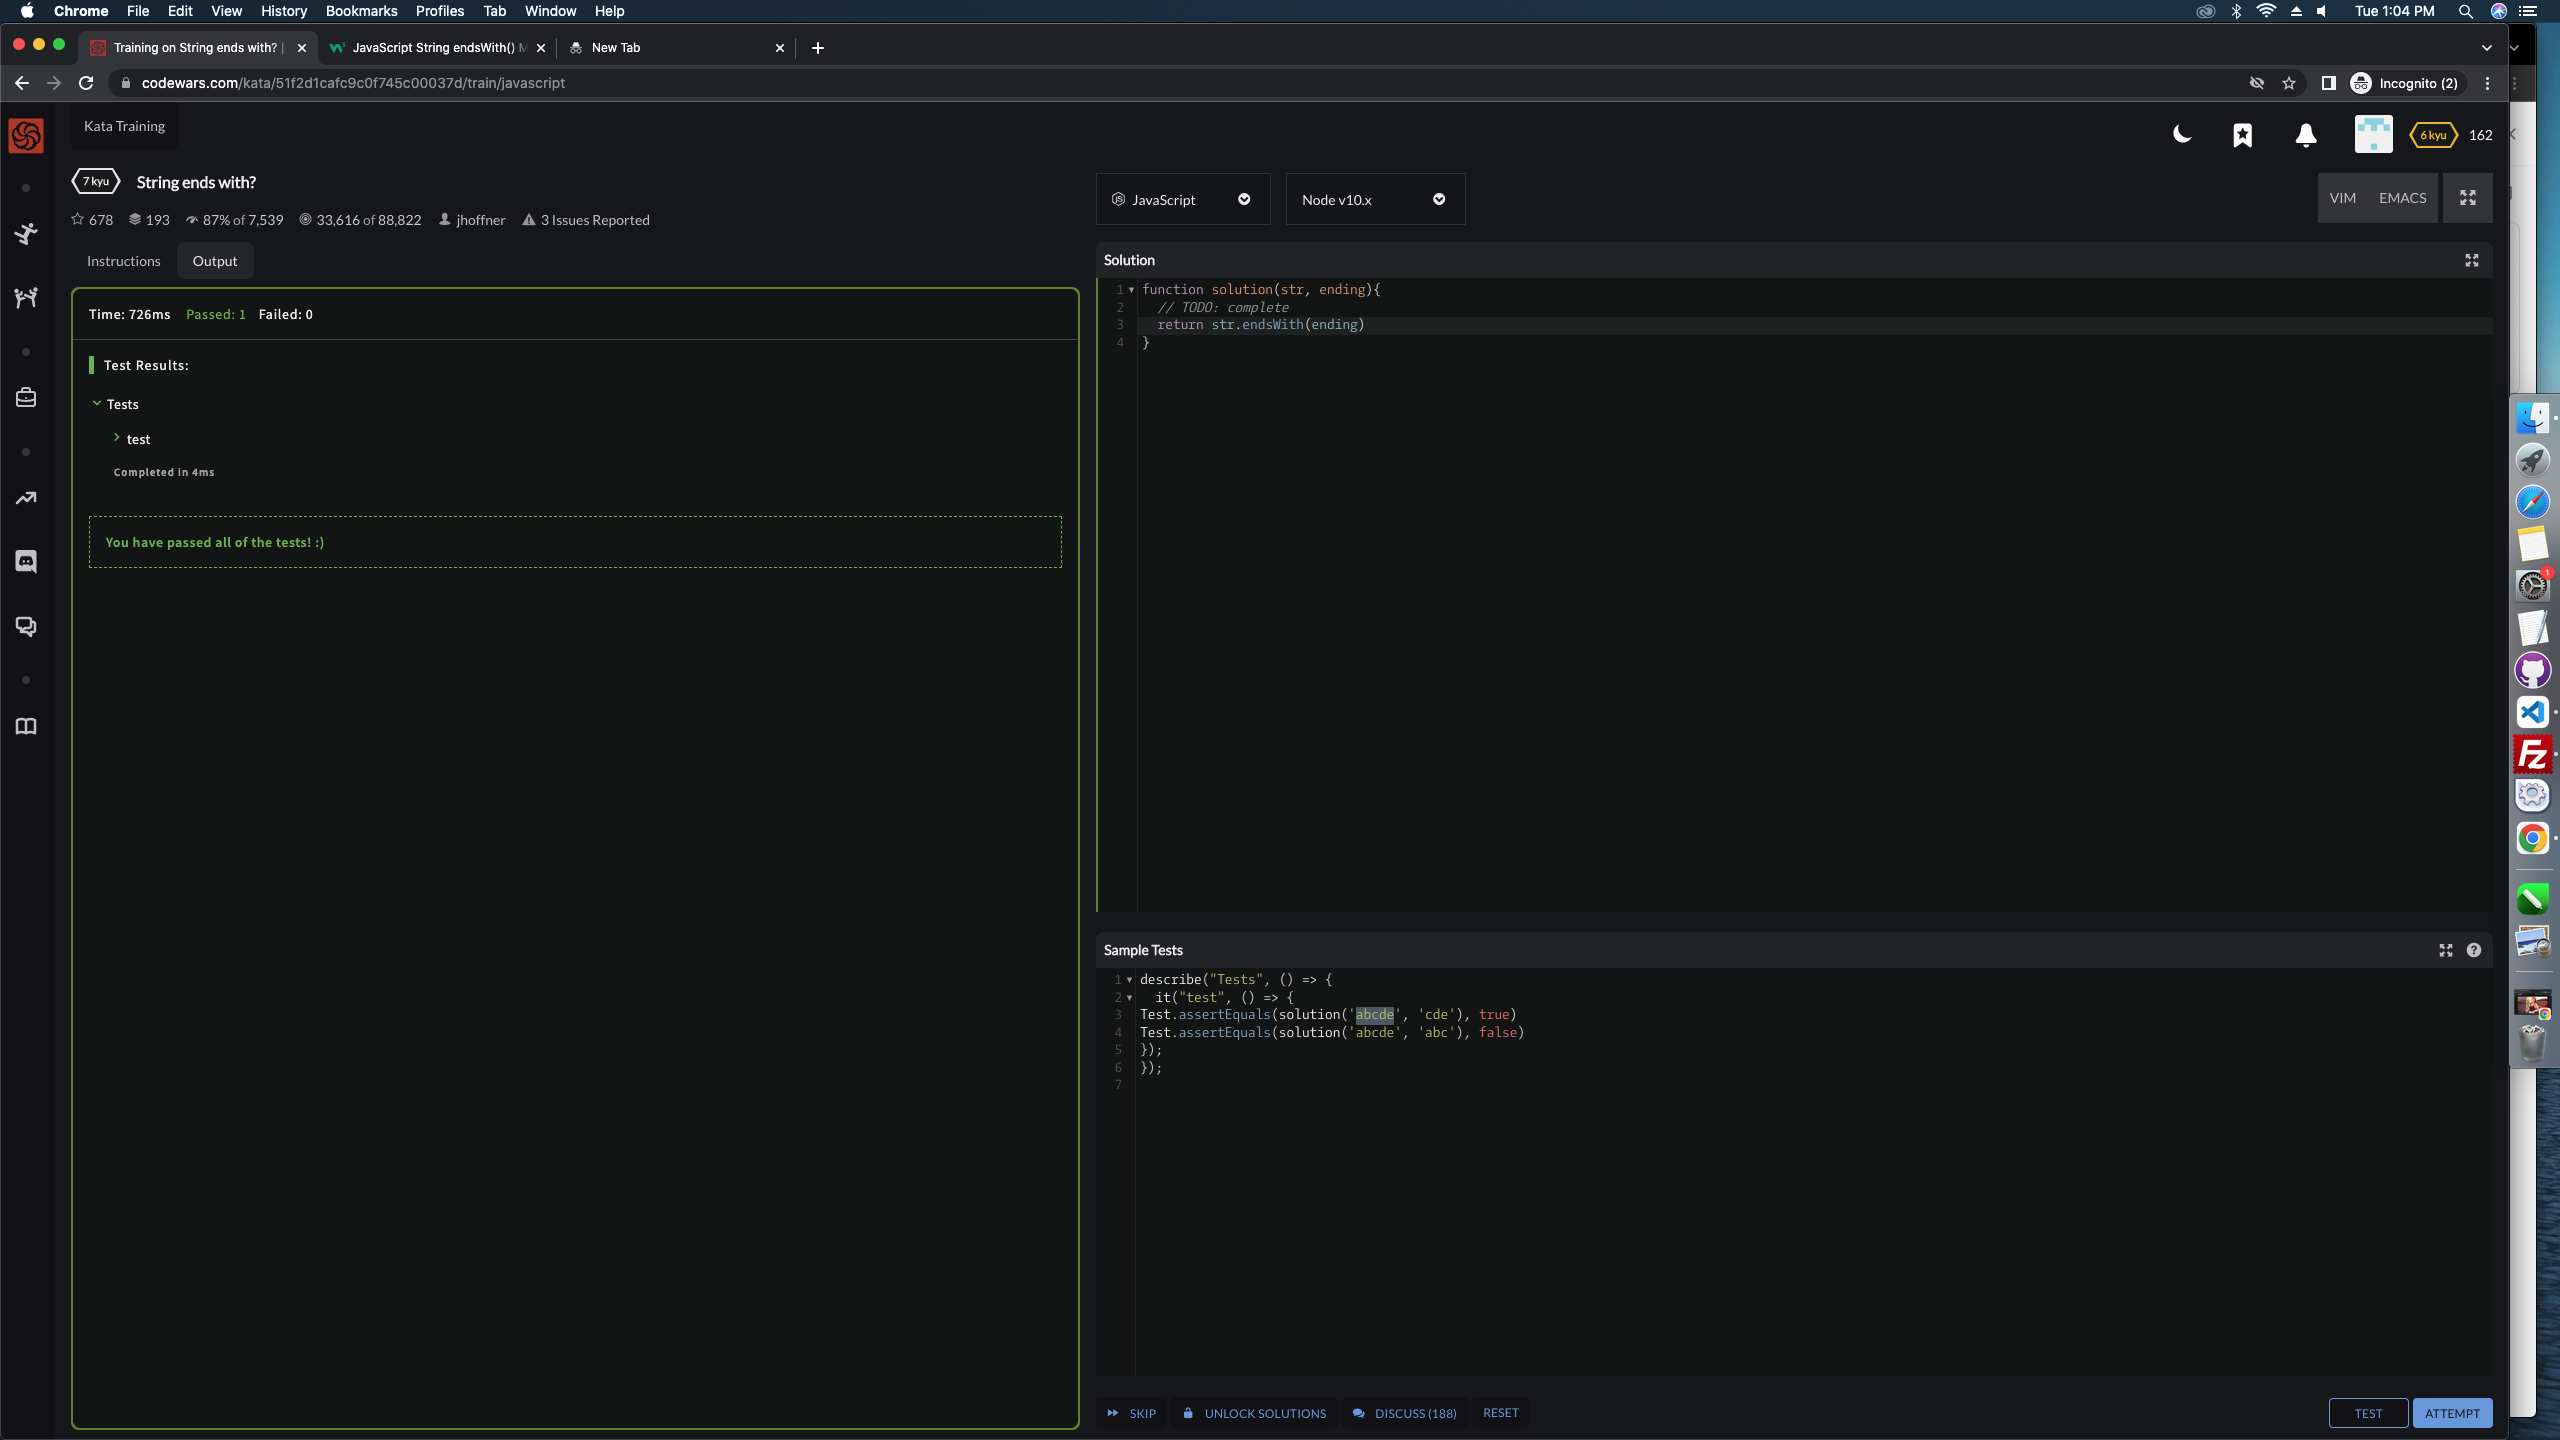 Chrome File Edit View History Bookmarks Profiles Tab Window Help
Tue 1:04 PM
Training on String ends with? |
JavaScript String endsWith() M
New Tab
codewars.com/kata/51f2d1cafc9c0f745c00037d/train/javascript
Incognito (2)
Kata Training
6 kyu 162
7 kyu String ends with?
678 193 87% of 7,539 33,616 of 88,822 jhoffner 3 Issues Reported
JavaScript
Node v10.x
VIM EMACS
Instructions Output
Time: 726ms Passed: 1 Failed: 0
Test Results:
Tests
test
Completed in 4ms
You have passed all of the tests! :)
Solution
1 function solution(str, ending){
2 // TODO: complete
3 return str.endsWith(ending)
4 }
Sample Tests
1 describe("Tests", () => {
2 it("test", () => {
3 Test.assertEquals(solution('abcde', 'cde'), true)
4 Test.assertEquals(solution('abcde', 'abc'), false)
5 });
6 });
7
SKIP UNLOCK SOLUTIONS DISCUSS (188) RESET
TEST ATTEMPT
1
Fz